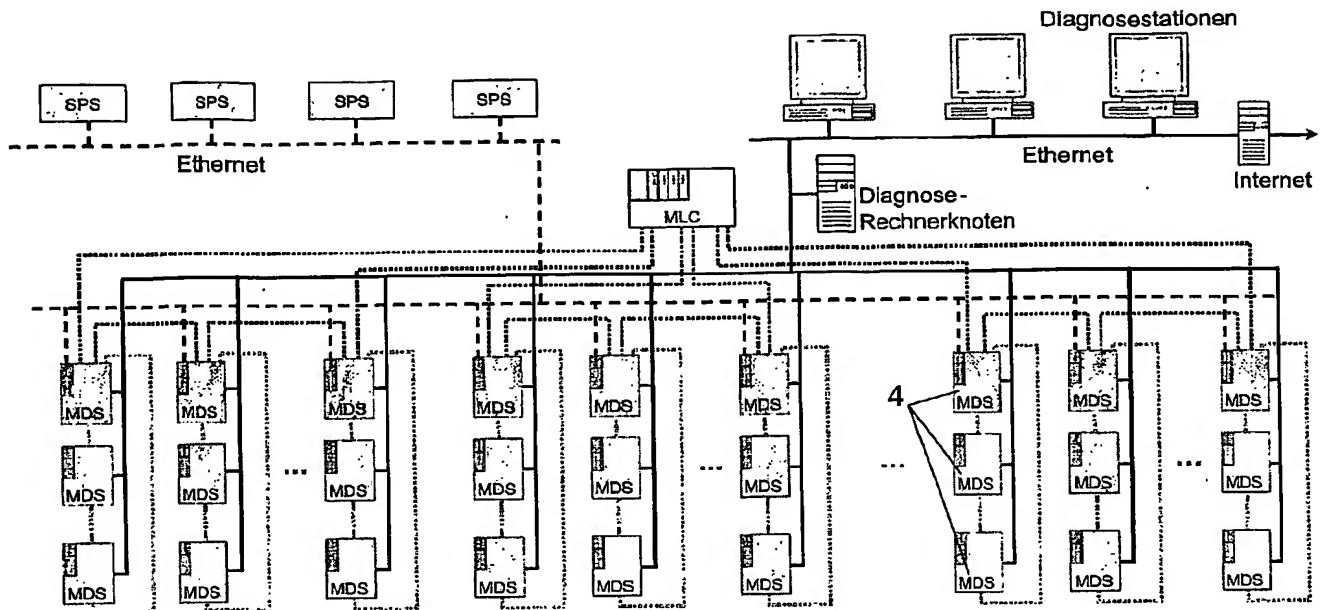 Diagnosestationen
SPS SPS SPS SPS
Ethernet
Ethernet
Internet
MLC
Diagnose-
Rechnerknoten
MDS MDS MDS MDS MDS MDS MDS MDS MDS
4
MDS MDS ... MDS MDS MDS ... MDS ... MDS MDS ... MDS
MDS MDS MDS MDS MDS MDS MDS MDS MDS